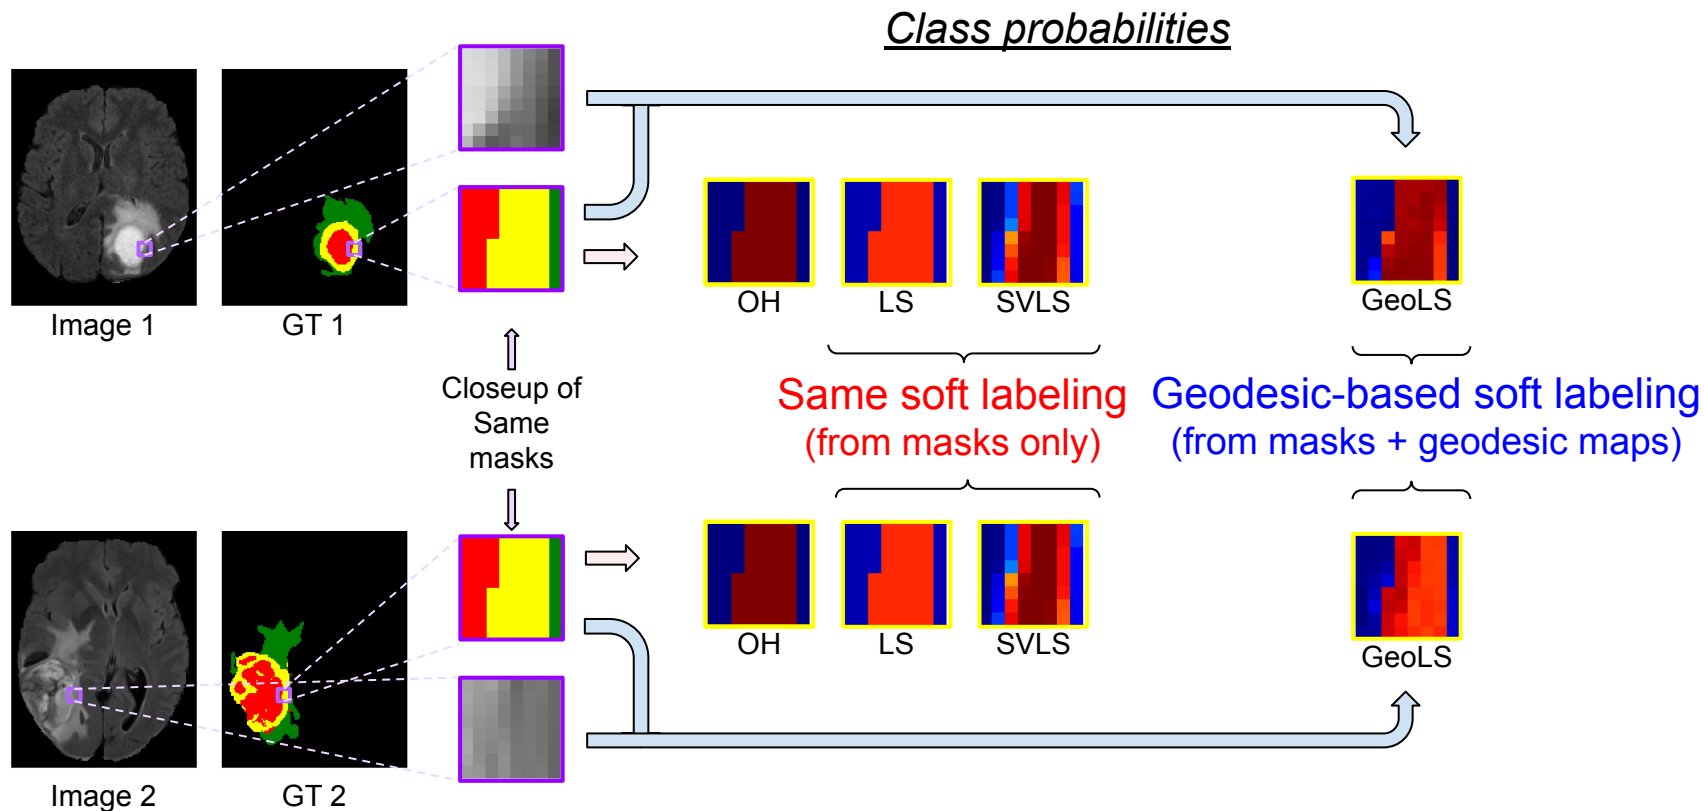 Class probabilities
Image 1
GT 1
OH
LS
SVLS
GeoLS
Closeup of
Same
masks
Same soft labeling
(from masks only)
Geodesic-based soft labeling
(from masks + geodesic maps)
OH
LS
SVLS
GeoLS
Image 2
GT 2